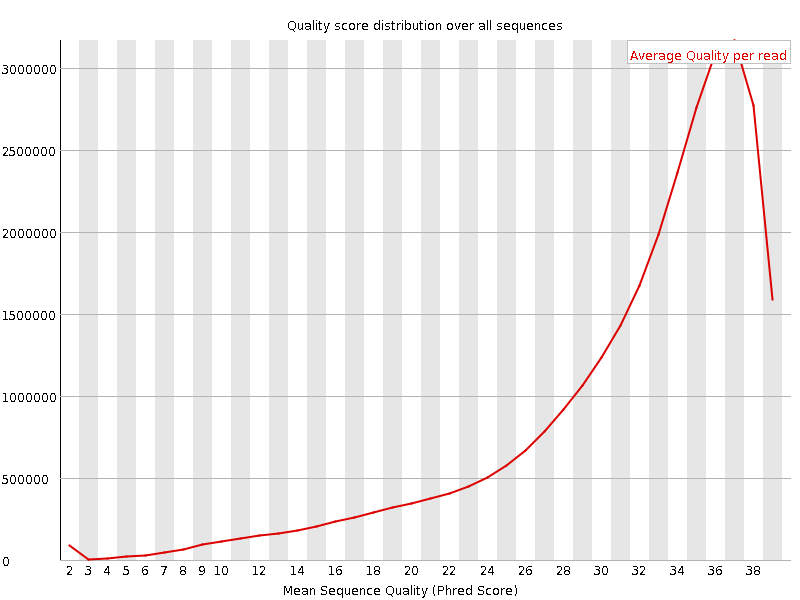 Quality score distribution over all sequences
Average Quality per read
3000000
2500000
2000000
1500000
1000000
500000
0
2 3 4 5 6 7 8 9 10 12 14 16 18 20 22 24 26 28 30 32 34 36 38
Mean Sequence Quality (Phred Score)